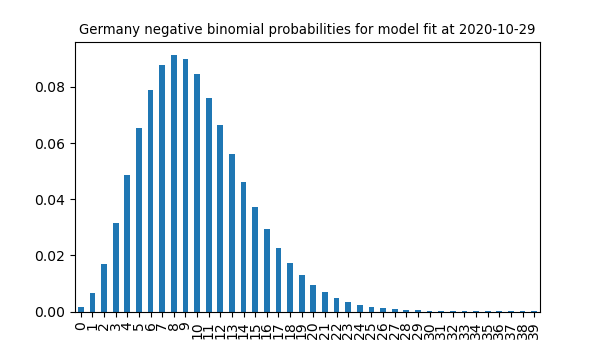 Germany negative binomial probabilities for model fit at 2020-10-29
0.08
0.06
0.04
0.02
0.00
0 1 2 3 4 5 6 7 8 9 10 11 12 13 14 15 16 17 18 19 20 21 22 23 24 25 26 27 28 29 30 31 32 33 34 35 36 37 38 39